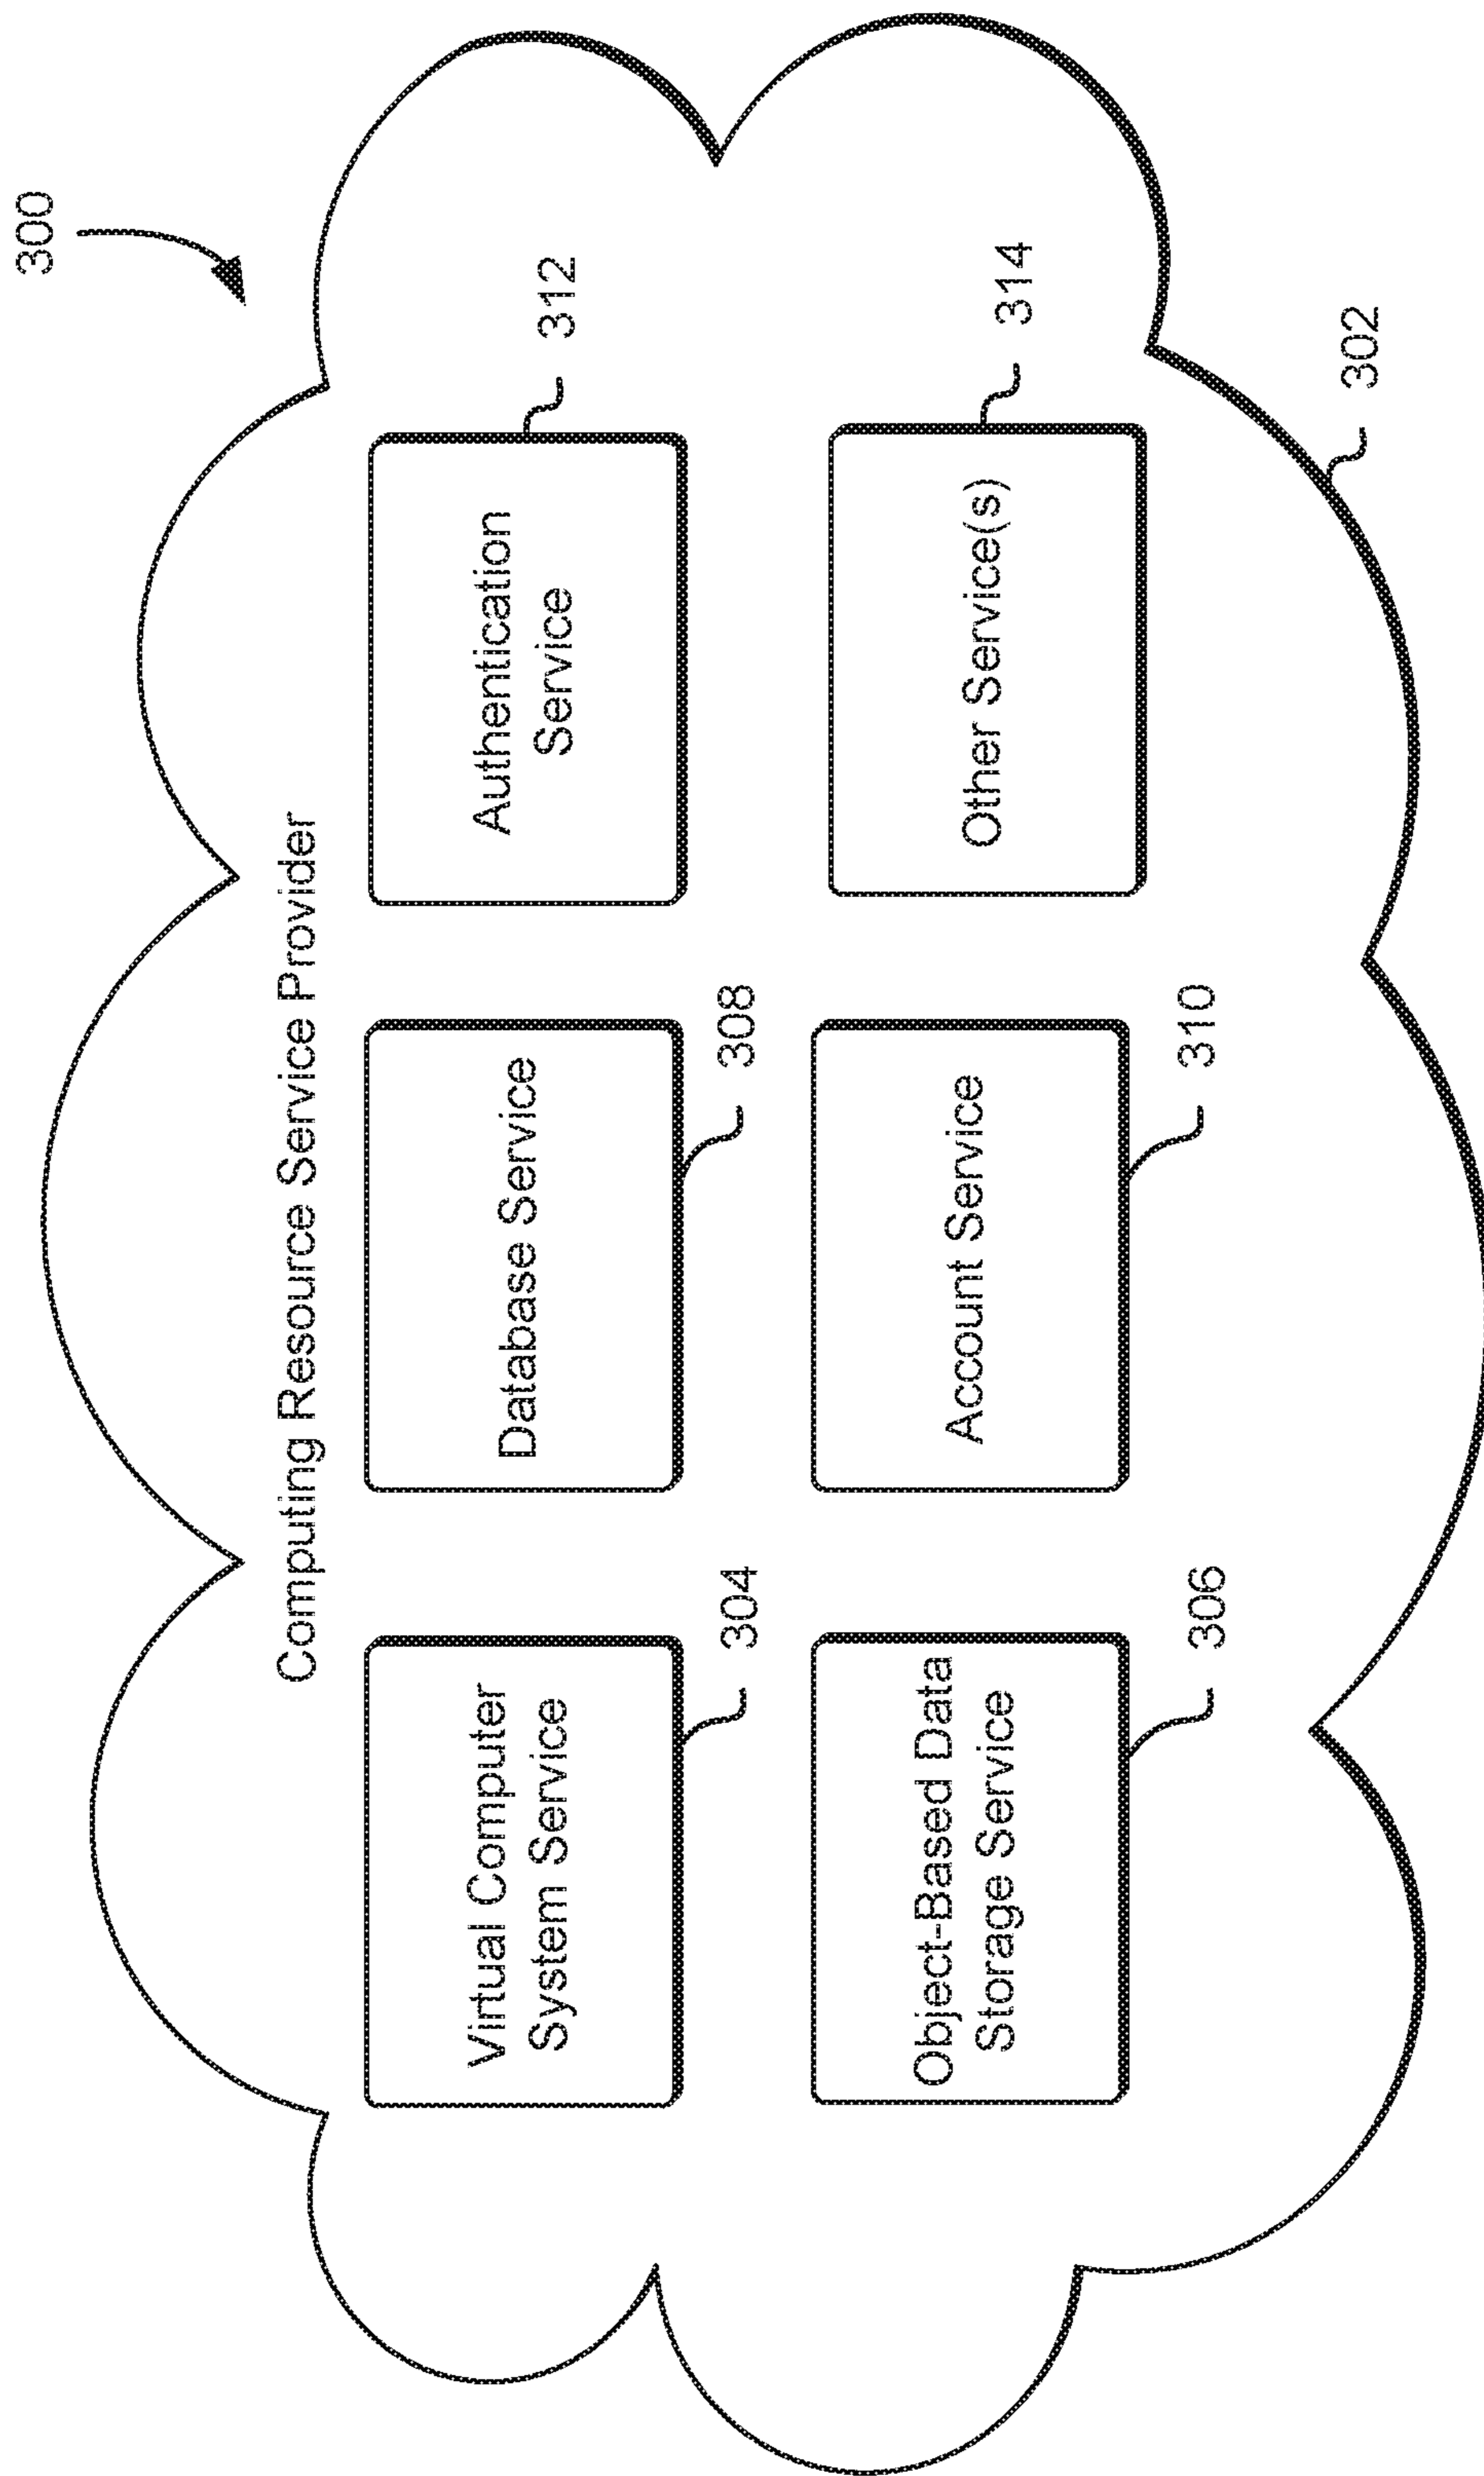 300
Computing Resource Service Provider
Virtual Computer
System Service
304
Database Service
308
Authentication
Service
312
Object-Based Data
Storage Service
306
Account Service
310
Other Service(s)
314
302